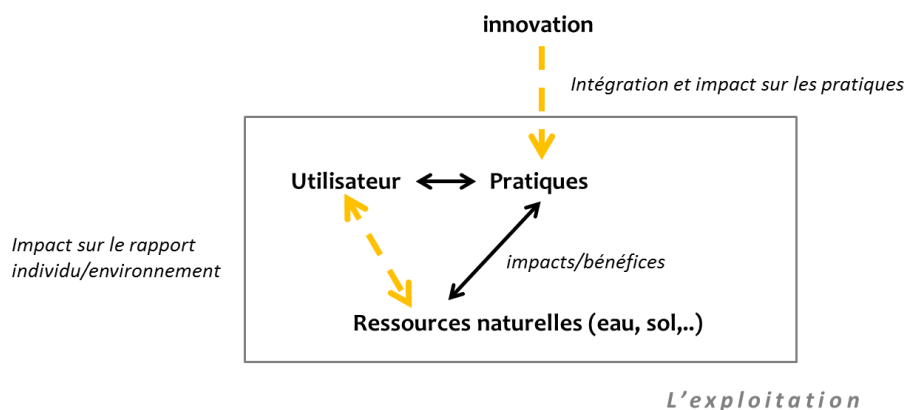 innovation
Intégration et impact sur les pratiques
Utilisateur
Pratiques
Impact sur le rapport
individu/environnement
impacts/bénéfices
Ressources naturelles (eau, sol,..)
L'exploitation